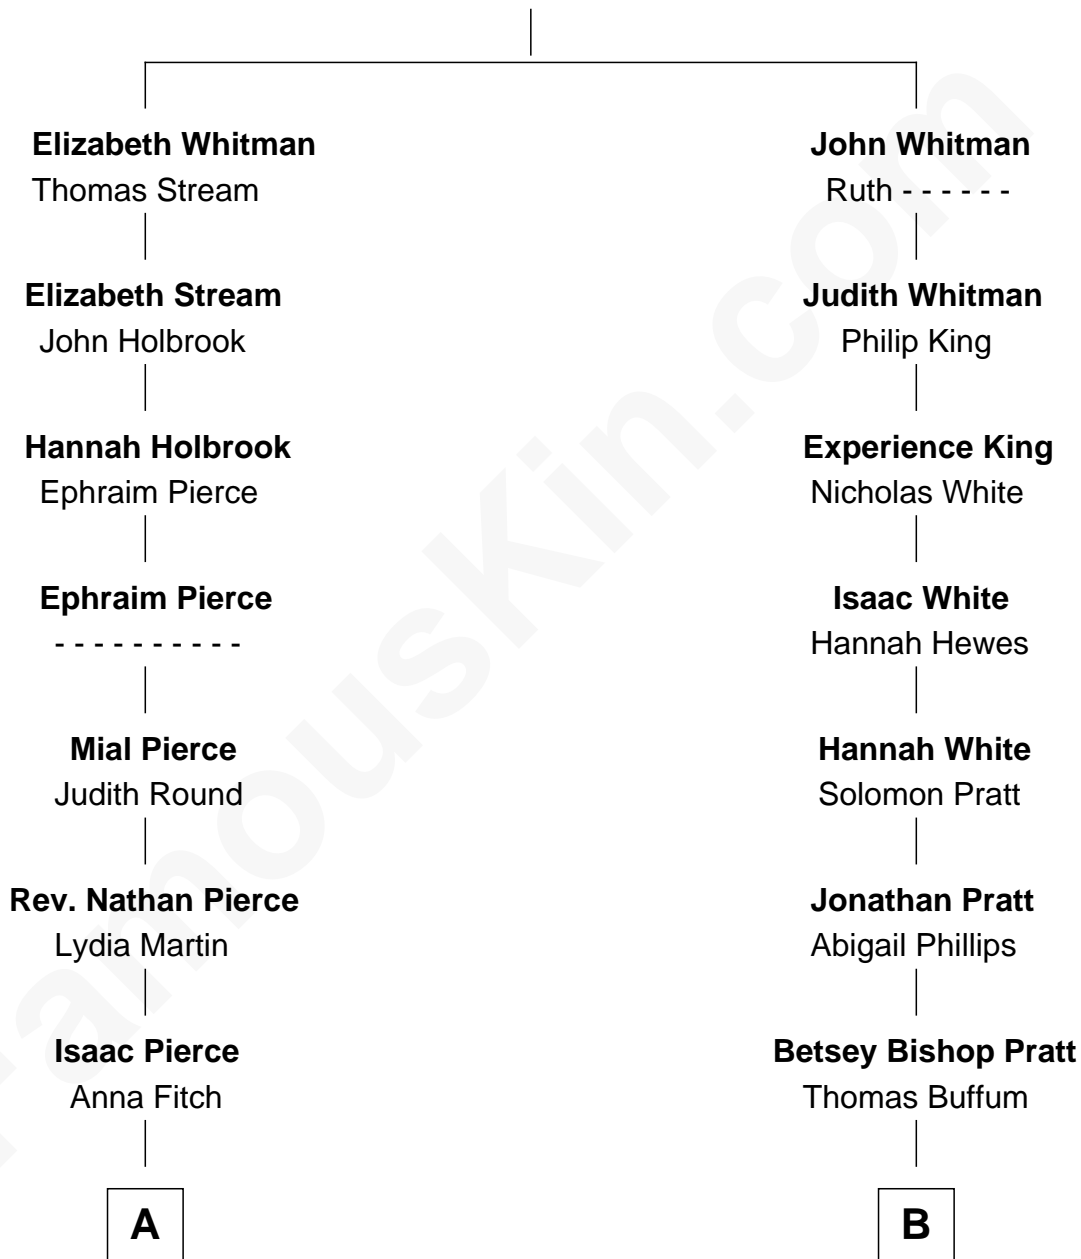 Elizabeth Whitman
Thomas Stream
John Whitman
Ruth - - - - - -
Elizabeth Stream
John Holbrook
Judith Whitman
Philip King
Hannah Holbrook
Ephraim Pierce
Experience King
Nicholas White
Ephraim Pierce
- - - - - - - - - -
Isaac White
Hannah Hewes
Mial Pierce
Judith Round
Hannah White
Solomon Pratt
Rev. Nathan Pierce
Lydia Martin
Jonathan Pratt
Abigail Phillips
Isaac Pierce
Anna Fitch
Betsey Bishop Pratt
Thomas Buffum
A
B
FamousKin.com